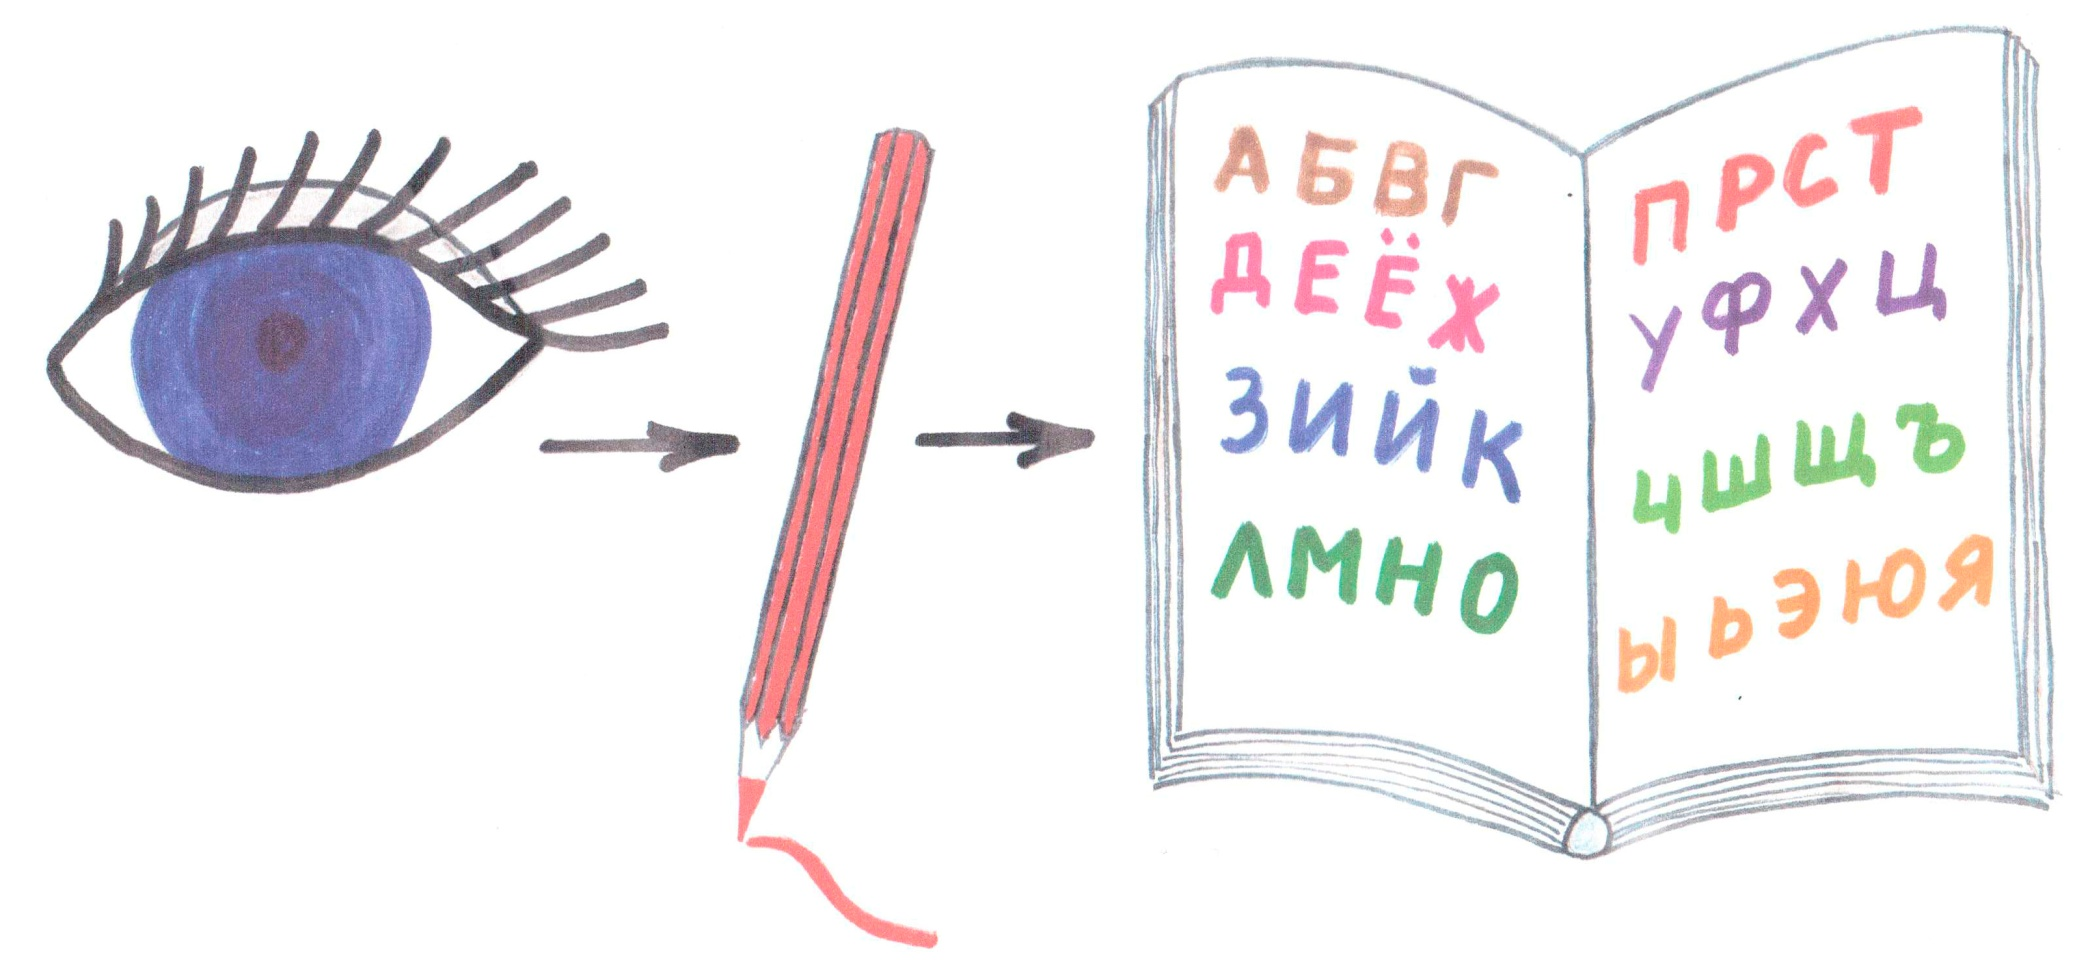 АБВГ
ДЕЁЖ
ЗИЙК
ЛМНО
ПРСТ
УФХЦ
ЧШЩЪ
ЫЬЭЮЯ